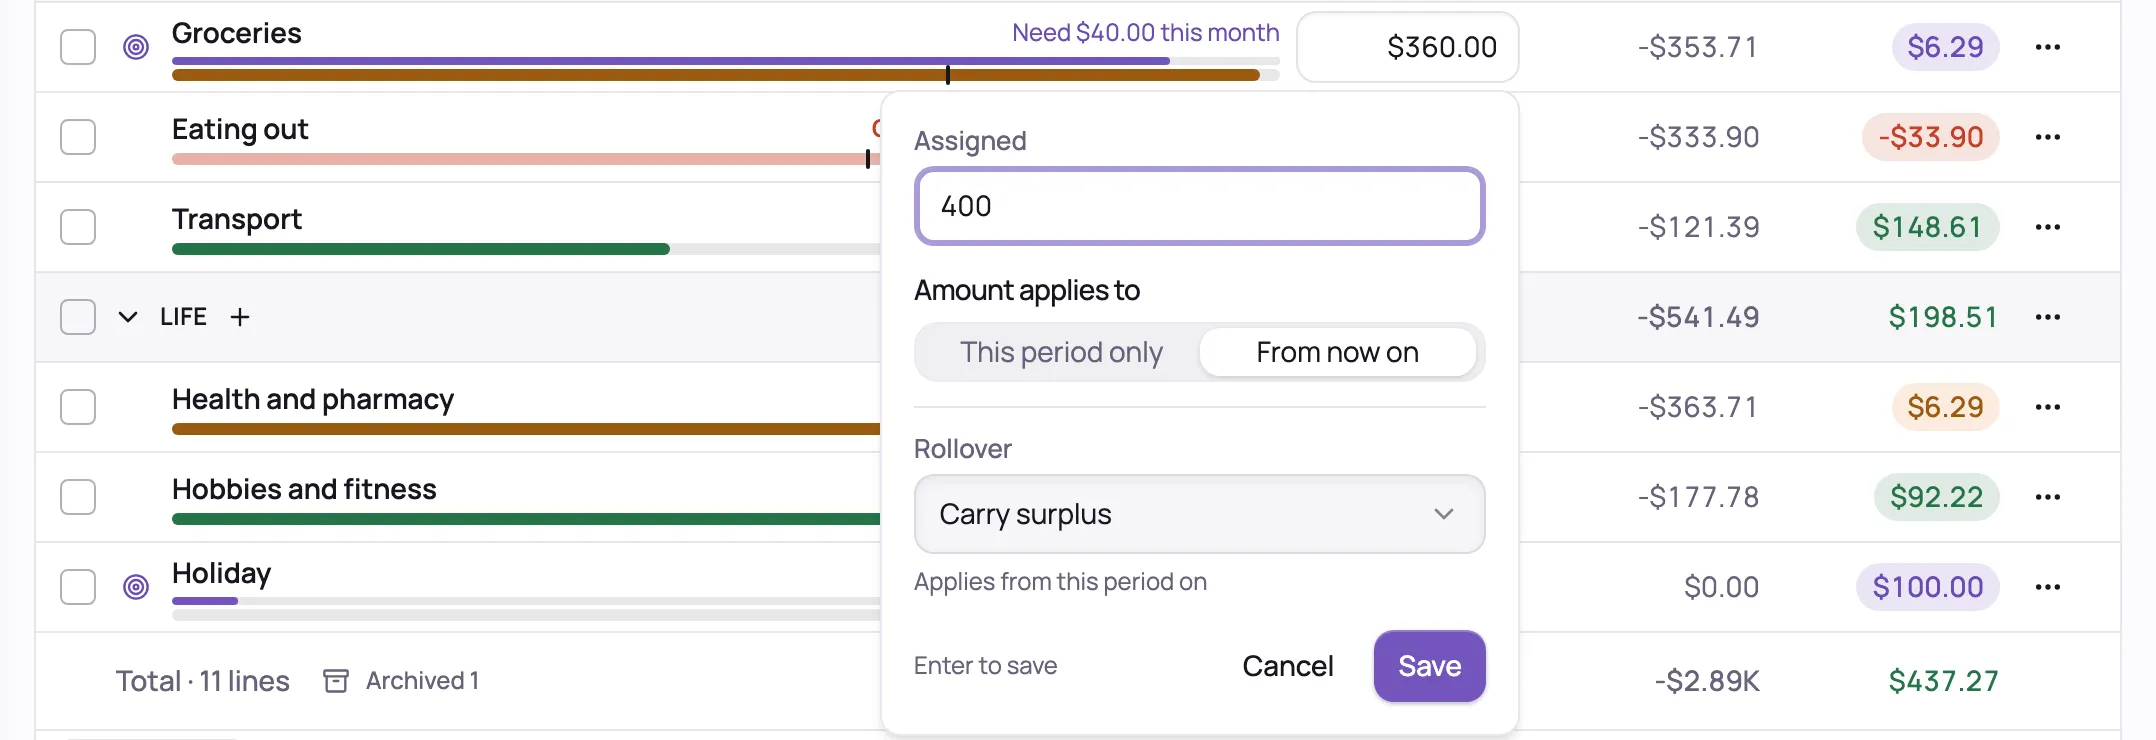 Groceries Need $40.00 this month $360.00 -$353.71 $6.29
Eating out -$333.90 -$33.90
Transport -$121.39 $148.61
LIFE -$541.49 $198.51
Health and pharmacy -$363.71 $6.29
Hobbies and fitness -$177.78 $92.22
Holiday $0.00 $100.00
Total · 11 lines Archived 1 -$2.89K $437.27
Assigned
400
Amount applies to
This period only From now on
Rollover
Carry surplus
Applies from this period on
Enter to save Cancel Save